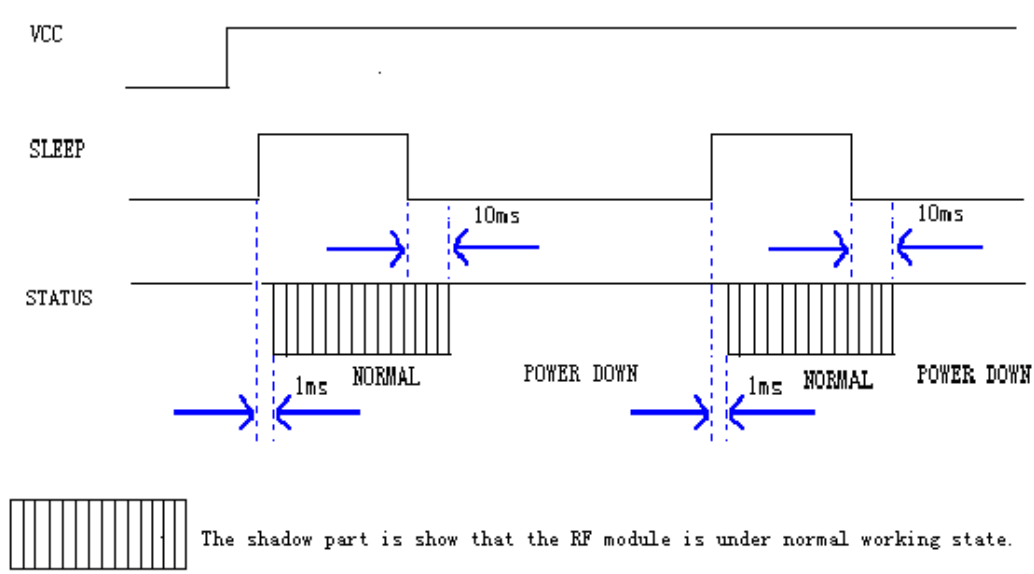 VCC
SLEEP
10ms
10ms
STATUS
1ms
NORMAL
POWER DOWN
1ms
NORMAL
POWER DOWN
The shadow part is show that the RF module is under normal working state.